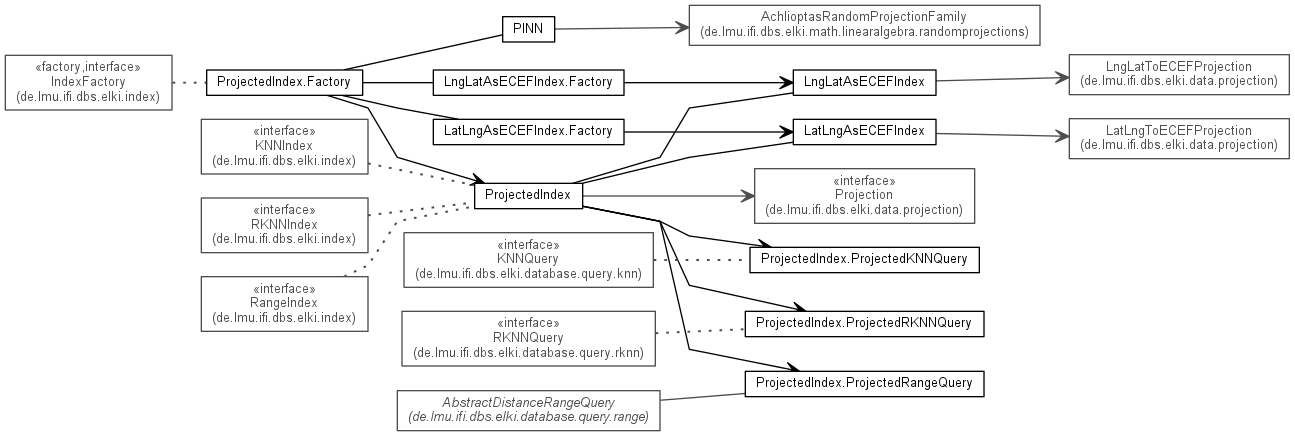 PINN
AchlioptasRandomProjectionFamily
(de.lmu.ifi.dbs.elki.math.linearalgebra.randomprojections)
«factory,interface»
IndexFactory
(de.lmu.ifi.dbs.elki.index)
ProjectedIndex.Factory
LngLatAsECEFIndex.Factory
LngLatAsECEFIndex
LngLatToECEFProjection
(de.lmu.ifi.dbs.elki.data.projection)
«interface»
KNNIndex
(de.lmu.ifi.dbs.elki.index)
LatLngAsECEFIndex.Factory
LatLngAsECEFIndex
LatLngToECEFProjection
(de.lmu.ifi.dbs.elki.data.projection)
ProjectedIndex
«interface»
Projection
(de.lmu.ifi.dbs.elki.data.projection)
«interface»
RKNNIndex
(de.lmu.ifi.dbs.elki.index)
«interface»
KNNQuery
(de.lmu.ifi.dbs.elki.database.query.knn)
ProjectedIndex.ProjectedKNNQuery
«interface»
RangeIndex
(de.lmu.ifi.dbs.elki.index)
«interface»
RKNNQuery
(de.lmu.ifi.dbs.elki.database.query.rknn)
ProjectedIndex.ProjectedRKNNQuery
AbstractDistanceRangeQuery
(de.lmu.ifi.dbs.elki.database.query.range)
ProjectedIndex.ProjectedRangeQuery